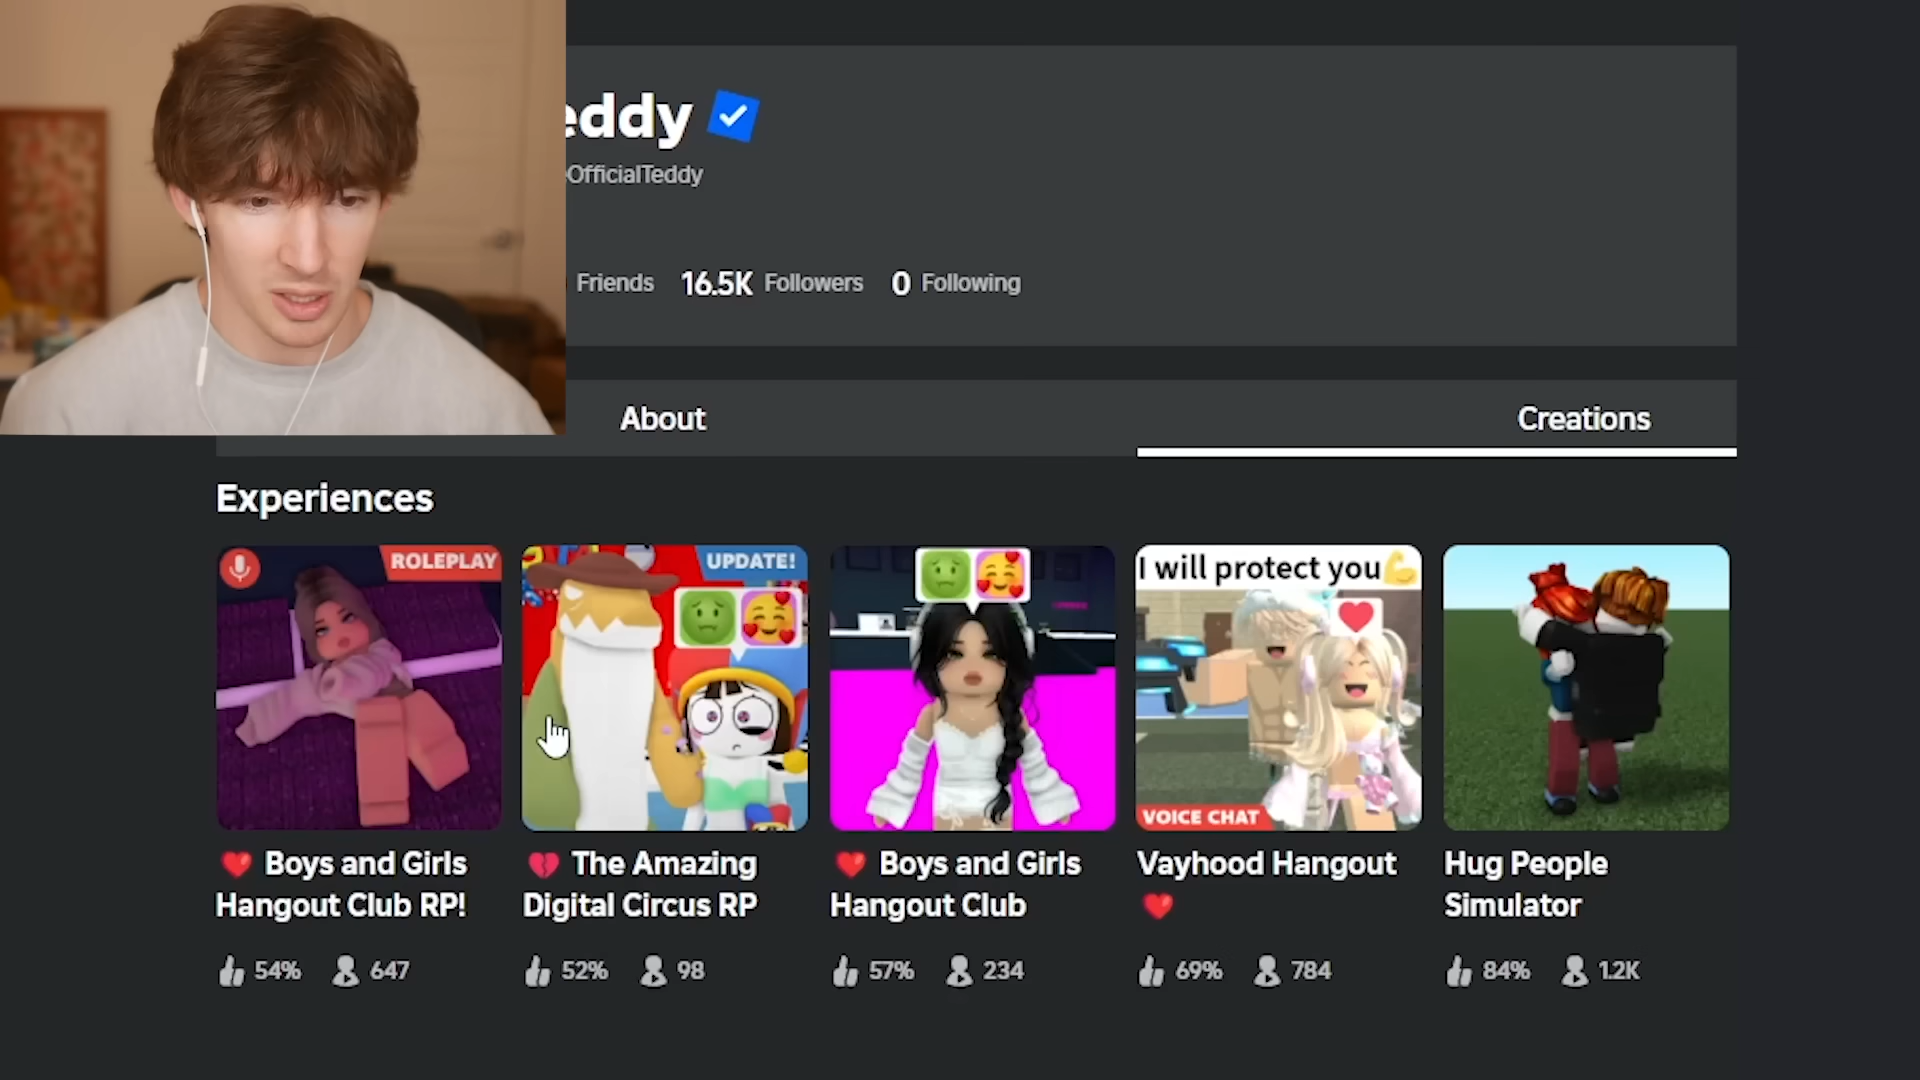 eddy
OfficialTeddy
Friends 16.5K Followers 0 Following
About Creations
Experiences
ROLEPLAY
UPDATE!
I will protect you
VOICE CHAT
Boys and Girls
Hangout Club RP!
54% 647
The Amazing
Digital Circus RP
52% 98
Boys and Girls
Hangout Club
57% 234
Vayhood Hangout
69% 784
Hug People
Simulator
84% 1.2K